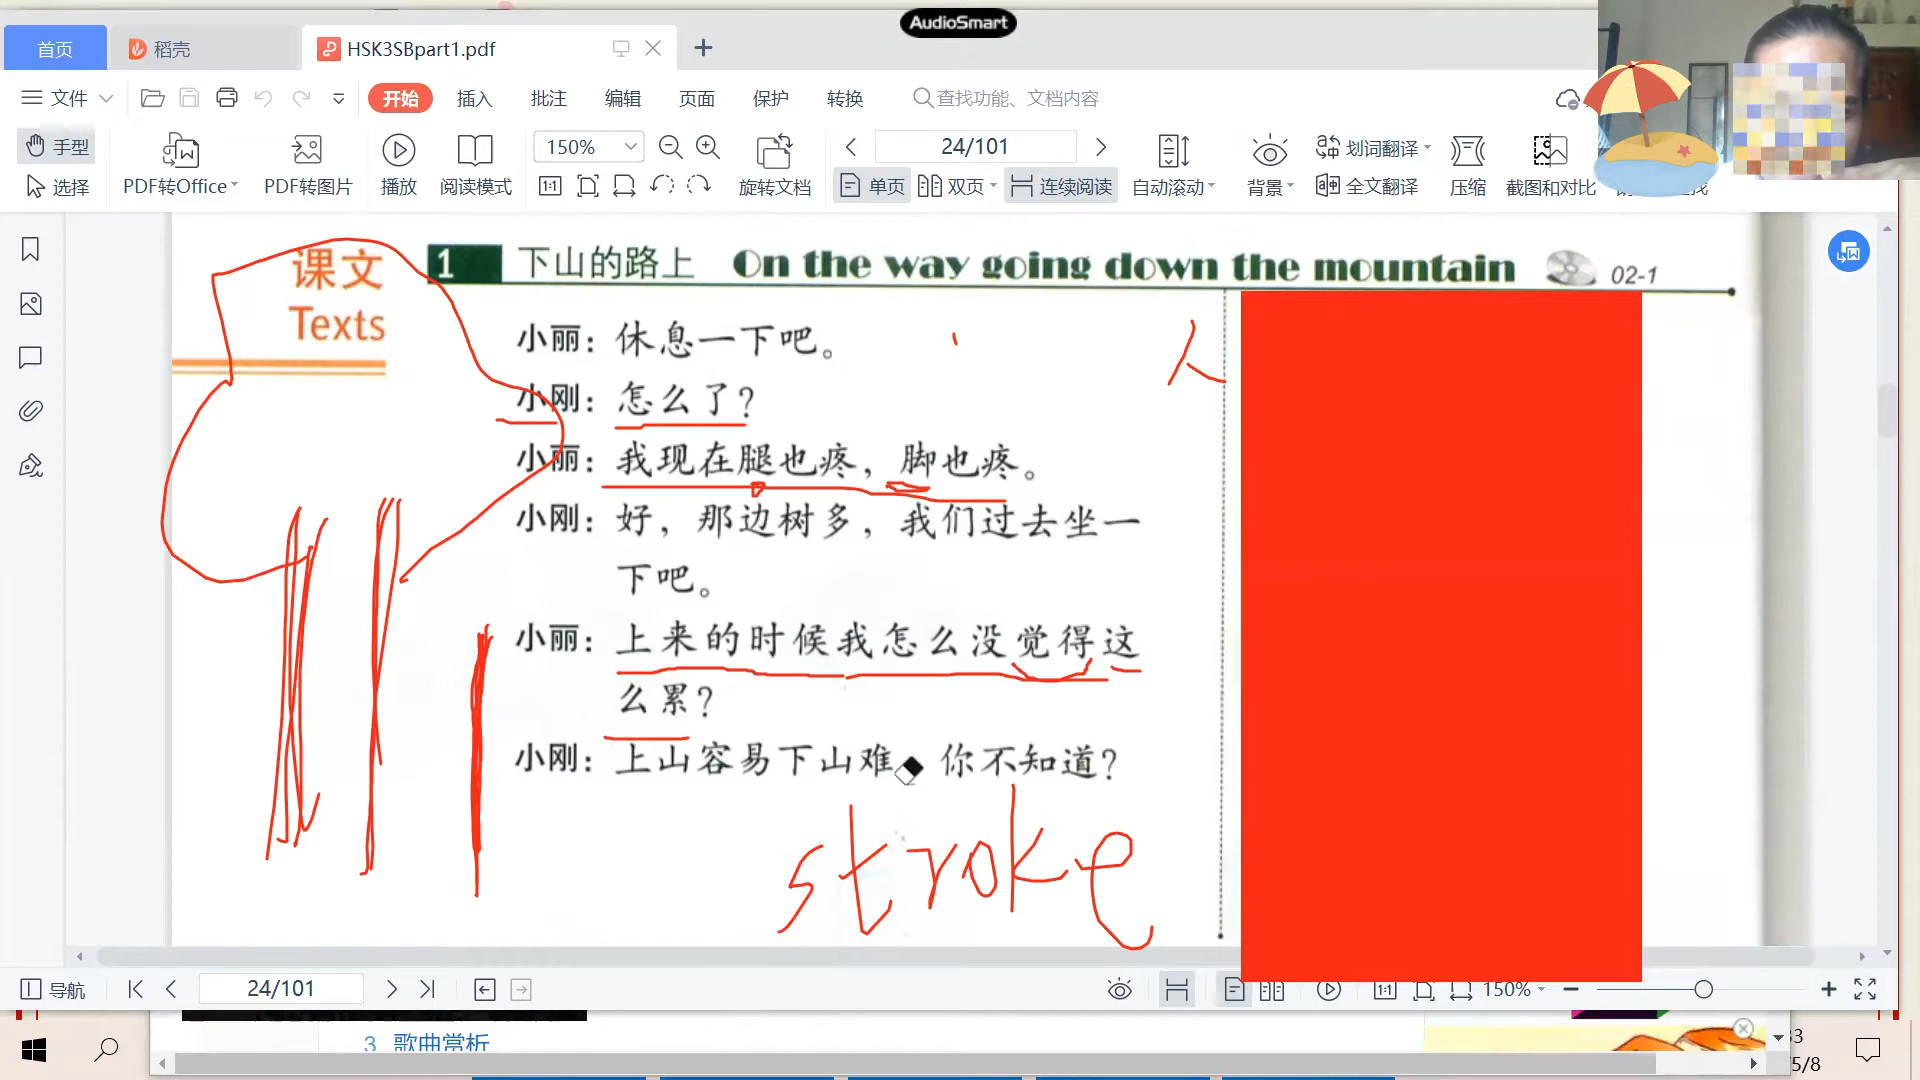 AudioSmart
首页 稻壳 HSK3SBpart1.pdf
文件 开始 插入 批注 编辑 页面 保护 转换 查找功能、文档内容
手型 150% 24/101 划词翻译
选择 PDF转Office PDF转图片 播放 阅读模式 1:1 旋转文档 单页 双页 连续阅读 自动滚动 背景 全文翻译 压缩 截图和对比
课文
Texts
1 下山的路上 On the way going down the mountain 02-1
小丽：休息一下吧。
小刚：怎么了？
小丽：我现在腿也疼，脚也疼。
小刚：好，那边树多，我们过去坐一
下吧。
小丽：上来的时候我怎么没觉得这
么累？
小刚：上山容易下山难 你不知道？
人
stroke
导航 24/101 1:1 150%
3 歌曲赏析
33
5/8